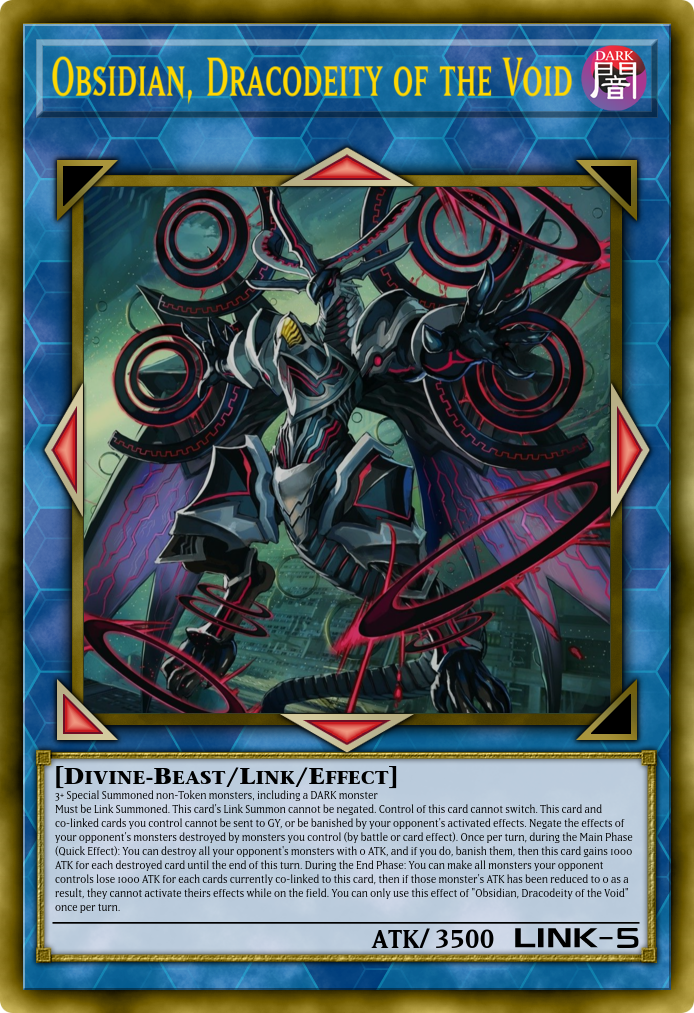 Obsidian, Dracodeity of the Void
DARK
闇
[Divine-Beast/Link/Effect]
3+ Special Summoned non-Token monsters, including a DARK monster
Must be Link Summoned. This card's Link Summon cannot be negated. Control of this card cannot switch. This card and
co-linked cards you control cannot be sent to GY, or be banished by your opponent's activated effects. Negate the effects of
your opponent's monsters destroyed by monsters you control (by battle or card effect). Once per turn, during the Main Phase
(Quick Effect): You can destroy all your opponent's monsters with 0 ATK, and if you do, banish them, then this card gains 1000
ATK for each destroyed card until the end of this turn. During the End Phase: You can make all monsters your opponent
controls lose 1000 ATK for each cards currently co-linked to this card, then if those monster's ATK has been reduced to 0 as a
result, they cannot activate theirs effects while on the field. You can only use this effect of "Obsidian, Dracodeity of the Void"
once per turn.
ATK/ 3500 LINK-5